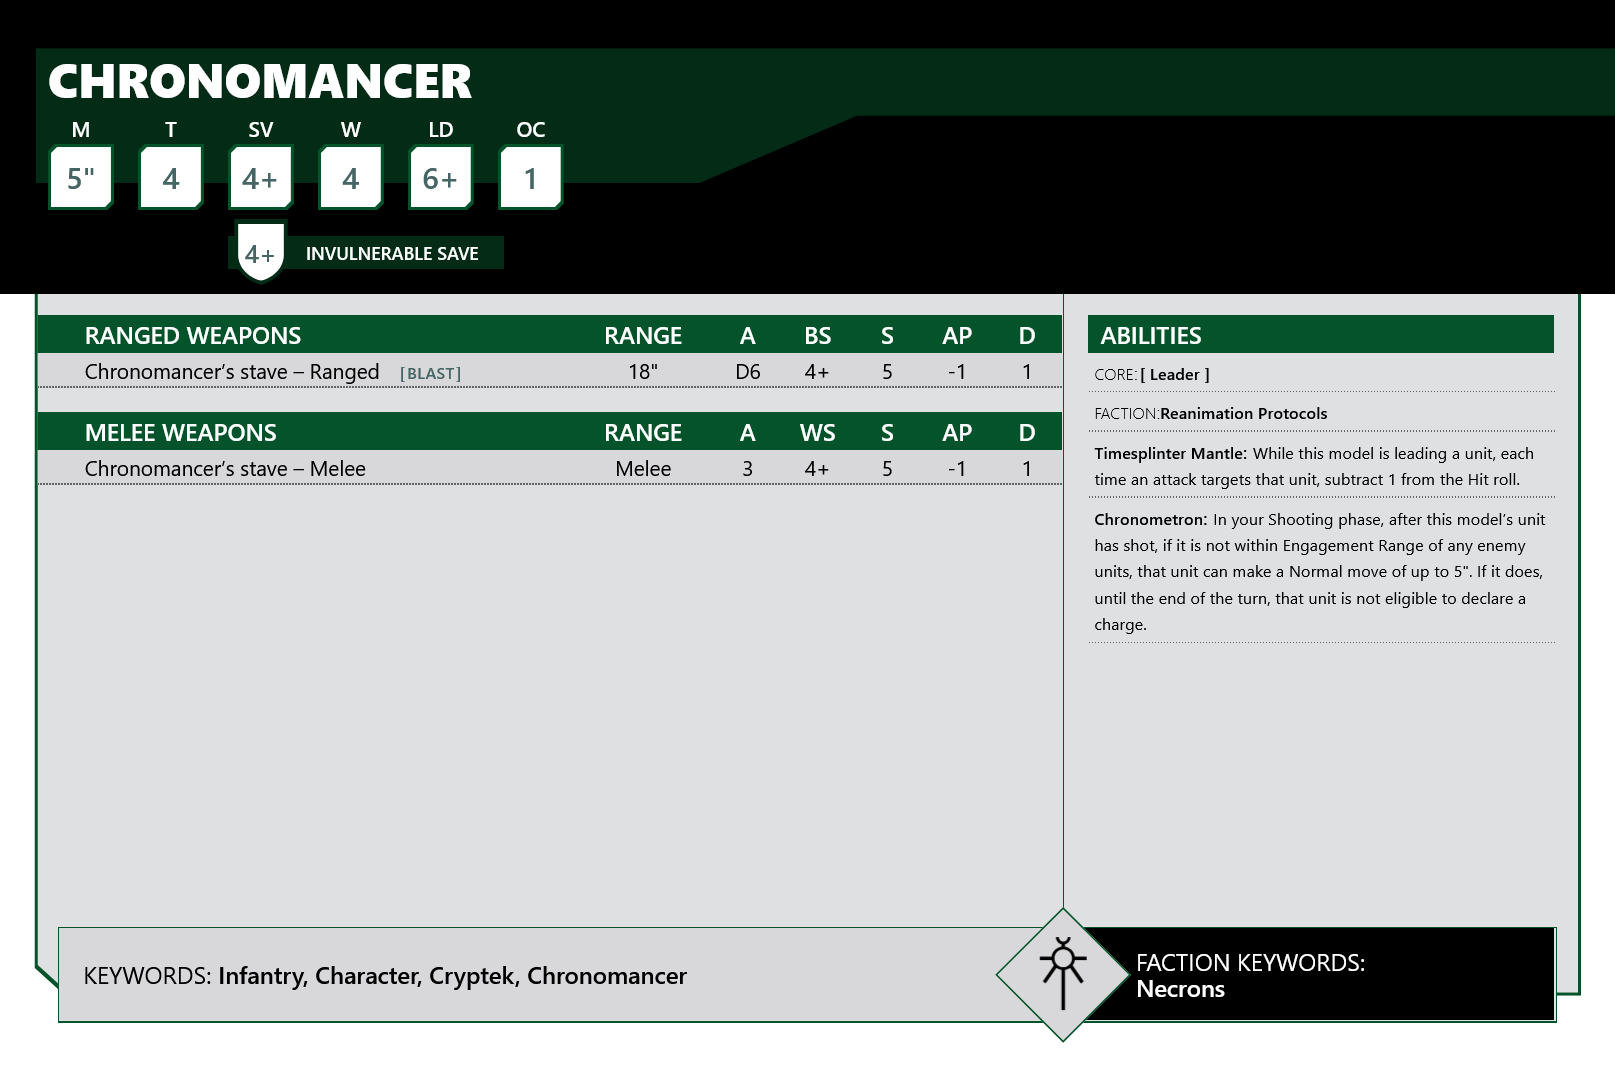 CHRONOMANCER
M T SV W LD OC
5" 4 4+ 4 6+ 1
4+ INVULNERABLE SAVE
RANGED WEAPONS RANGE A BS S AP D
Chronomancer’s stave – Ranged [BLAST] 18" D6 4+ 5 -1 1
MELEE WEAPONS RANGE A WS S AP D
Chronomancer’s stave – Melee Melee 3 4+ 5 -1 1
ABILITIES
CORE:[ Leader ]
FACTION:Reanimation Protocols
Timesplinter Mantle: While this model is leading a unit, each
time an attack targets that unit, subtract 1 from the Hit roll.
Chronometron: In your Shooting phase, after this model’s unit
has shot, if it is not within Engagement Range of any enemy
units, that unit can make a Normal move of up to 5". If it does,
until the end of the turn, that unit is not eligible to declare a
charge.
KEYWORDS: Infantry, Character, Cryptek, Chronomancer
FACTION KEYWORDS:
Necrons